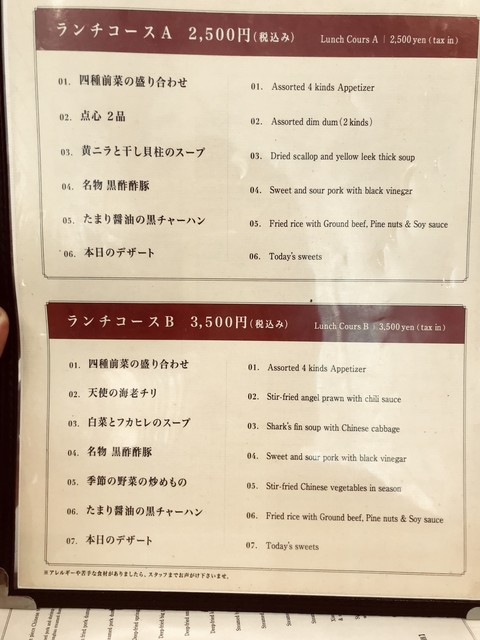 ランチコースA 2,500円(税込み) Lunch Cours A | 2,500 yen (tax in)
01. 四種前菜の盛り合わせ 01. Assorted 4 kinds Appetizer
02. 点心 2品 02. Assorted dim dum (2 kinds)
03. 黄ニラと干し貝柱のスープ 03. Dried scallop and yellow leek thick soup
04. 名物 黒酢酢豚 04. Sweet and sour pork with black vinegar
05. たまり醤油の黒チャーハン 05. Fried rice with Ground beef, Pine nuts & Soy sauce
06. 本日のデザート 06. Today's sweets
ランチコースB 3,500円(税込み) Lunch Cours B | 3,500 yen (tax in)
01. 四種前菜の盛り合わせ 01. Assorted 4 kinds Appetizer
02. 天使の海老チリ 02. Stir-fried angel prawn with chili sauce
03. 白菜とフカヒレのスープ 03. Shark's fin soup with Chinese cabbage
04. 名物 黒酢酢豚 04. Sweet and sour pork with black vinegar
05. 季節の野菜の炒めもの 05. Stir-fried Chinese vegetables in season
06. たまり醤油の黒チャーハン 06. Fried rice with Ground beef, Pine nuts & Soy sauce
07. 本日のデザート 07. Today's sweets
※アレルギーや苦手な食材がありましたら、スタッフまでお声がけ下さいませ。